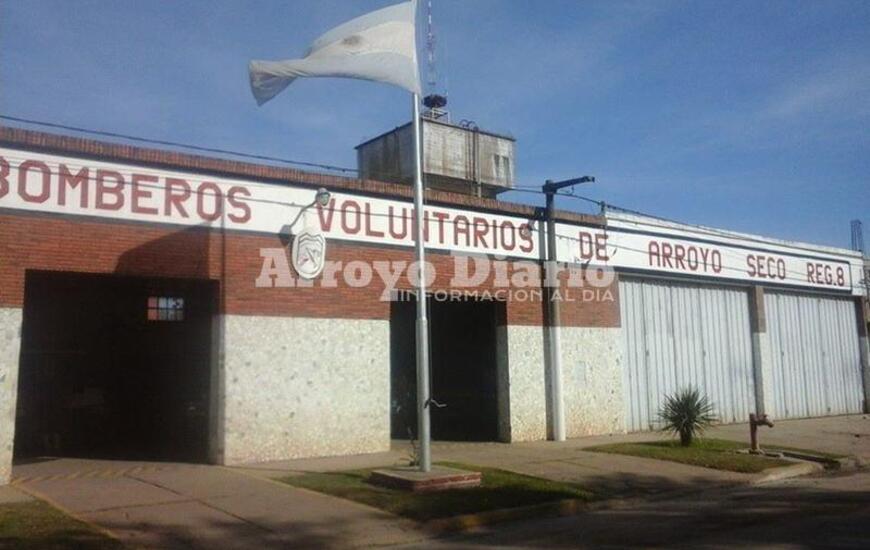 BOMBEROS VOLUNTARIOS DE ARROYO SECO REG.8
Arroyo Diario
INFORMACIÓN AL DIA